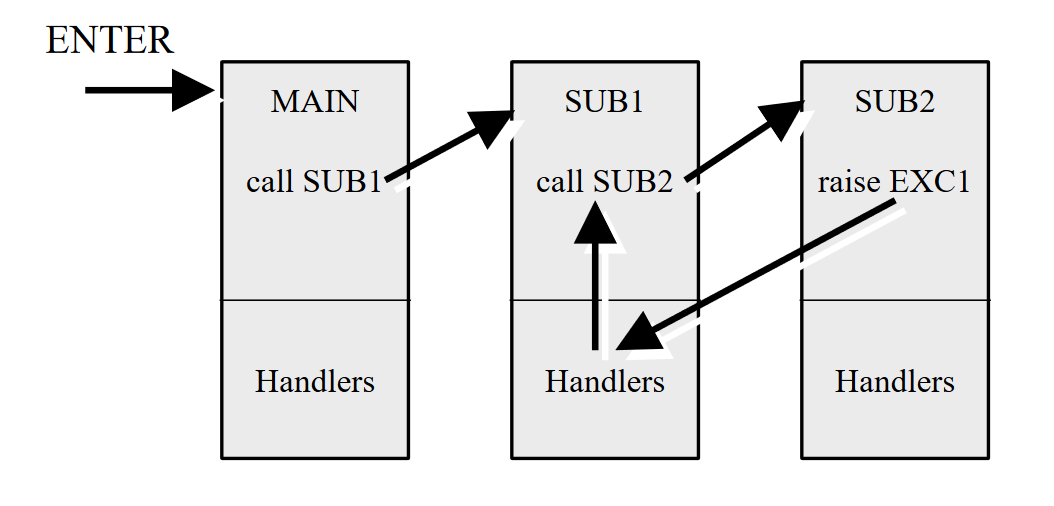 ENTER
MAIN
call SUB1
Handlers
SUB1
call SUB2
Handlers
SUB2
raise EXC1
Handlers